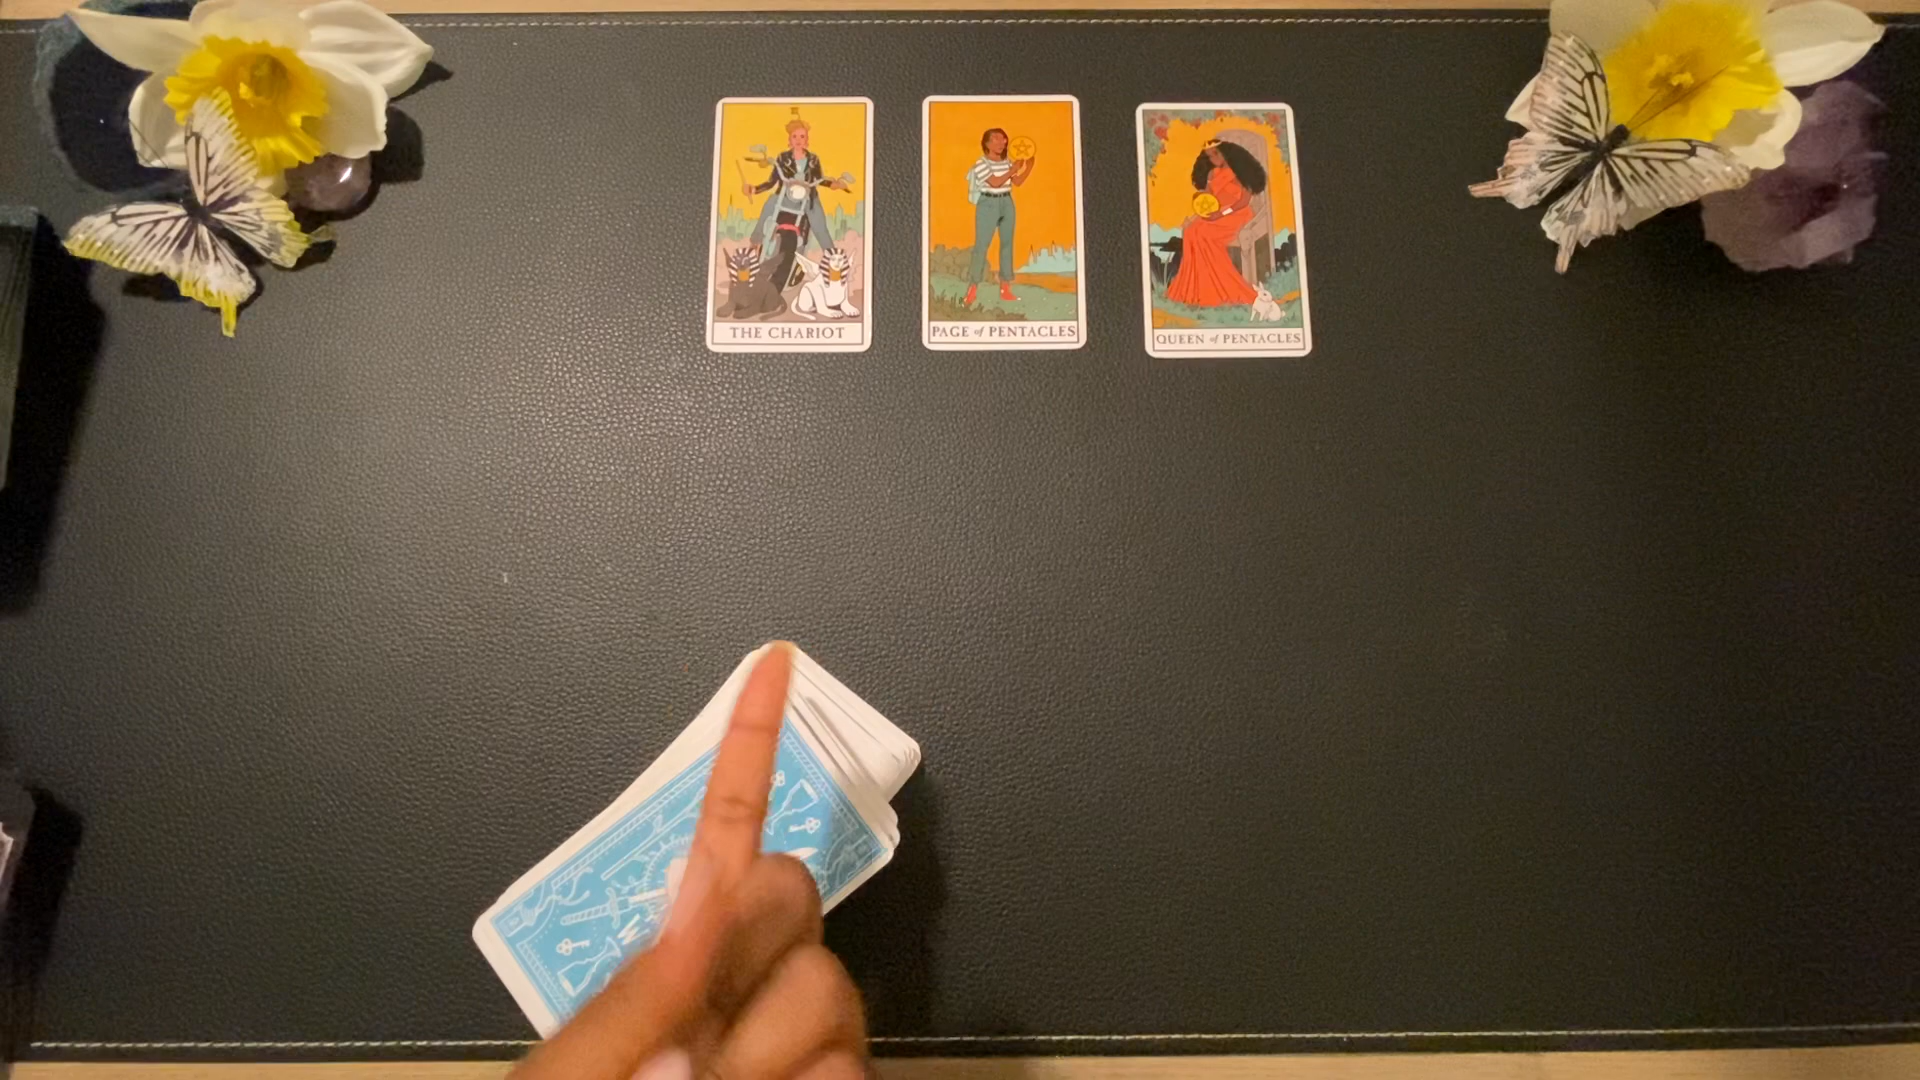 THE CHARIOT
PAGE of PENTACLES
QUEEN of PENTACLES